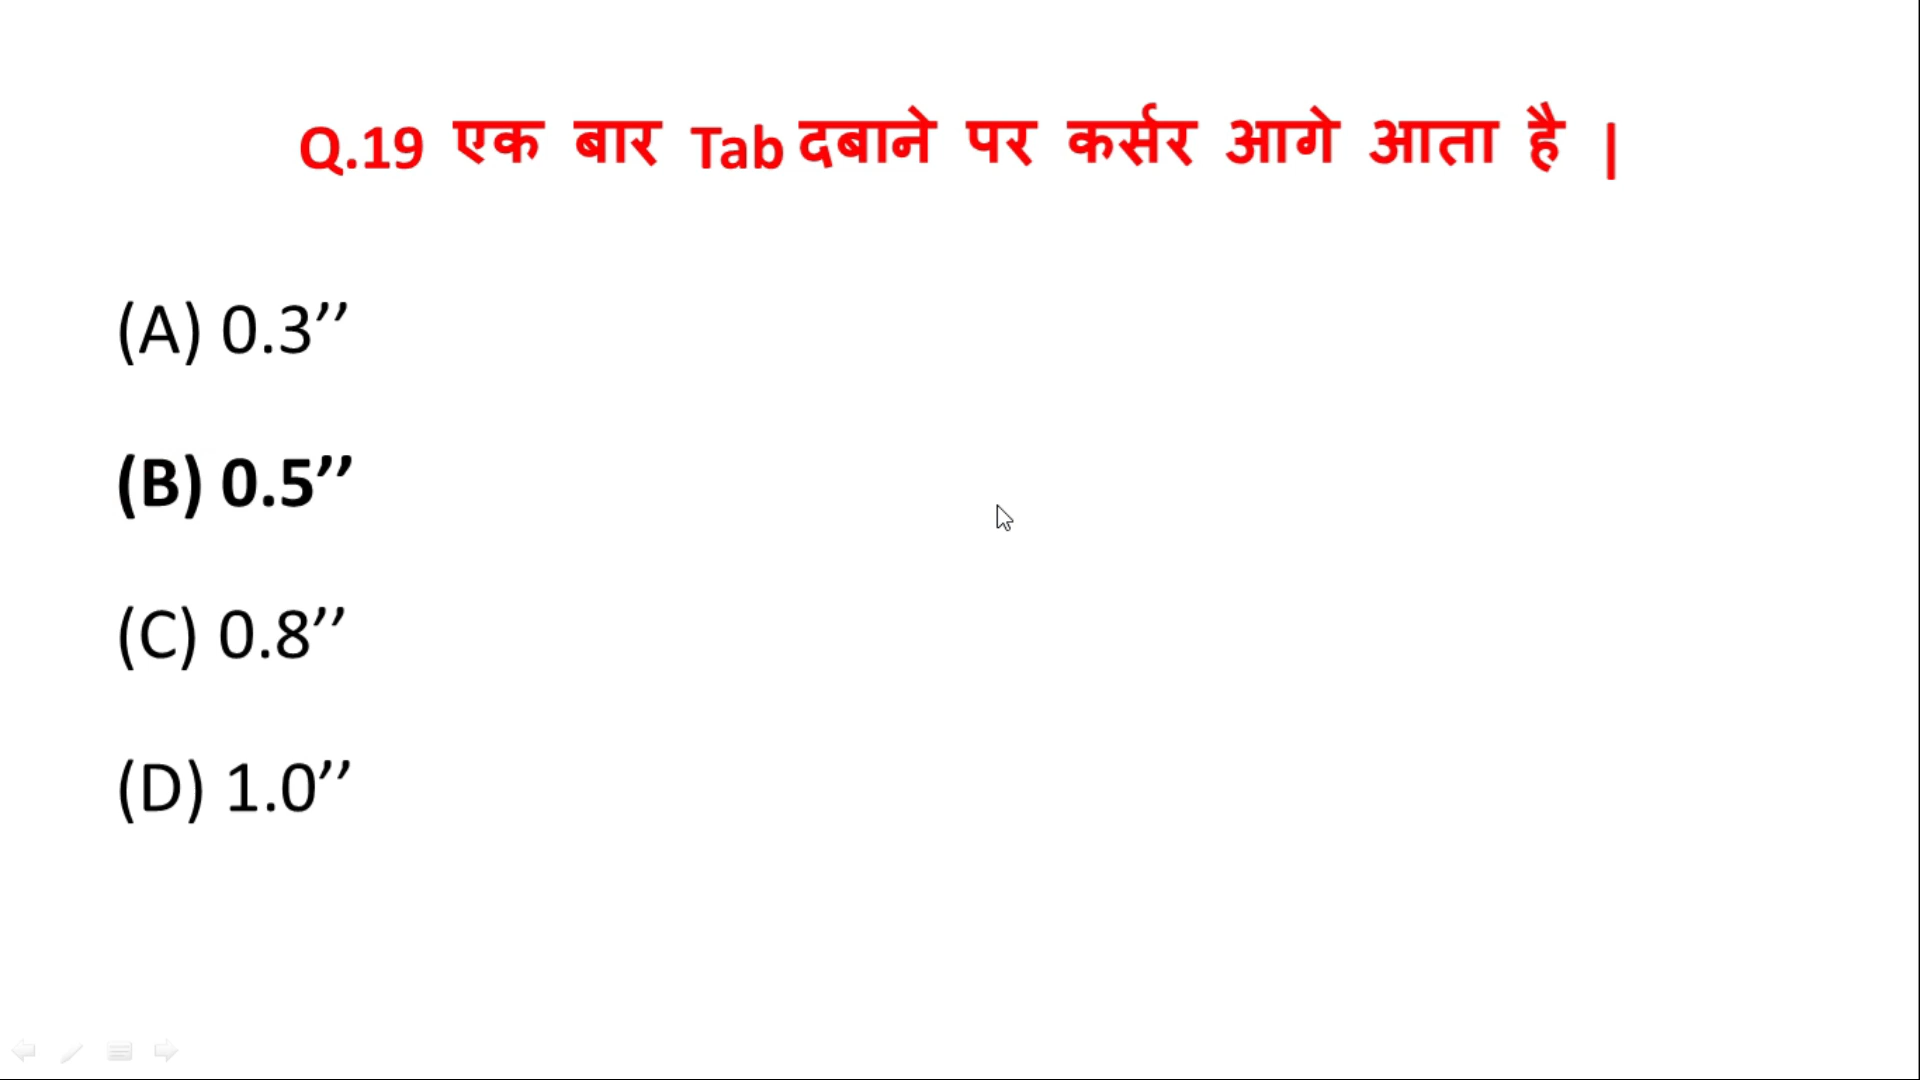 Q.19 एक बार Tab दबाने पर कर्सर आगे आता है |
(A) 0.3’’
(B) 0.5’’
(C) 0.8’’
(D) 1.0’’